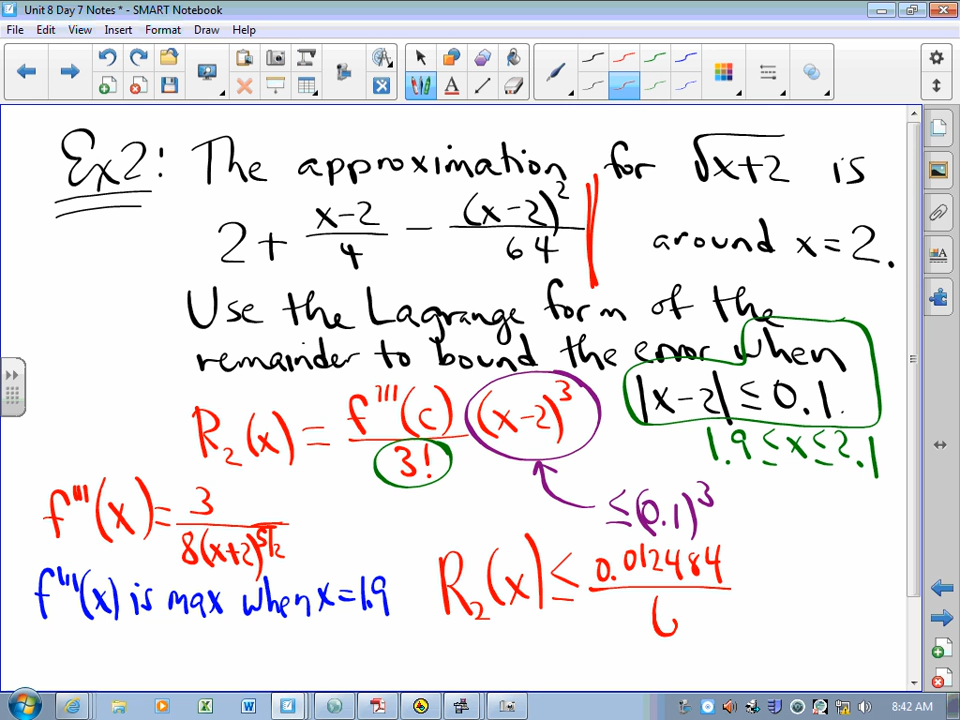 Unit 8 Day 7 Notes * - SMART Notebook
File Edit View Insert Format Draw Help
Ex2: The approximation for √x+2 is
2 + x-2/4 - (x-2)²/64 around x=2.
Use the Lagrange form of the
remainder to bound the error when
|x-2| ≤ 0.1.
1.9 ≤ x ≤ 2.1
R₂(x) = f'''(c)/3! (x-2)³
≤(0.1)³
f'''(x) = 3/8(x+2)^5/2
f'''(x) is max when x=1.9
R₂(x) ≤ 0.012484/6
8:42 AM